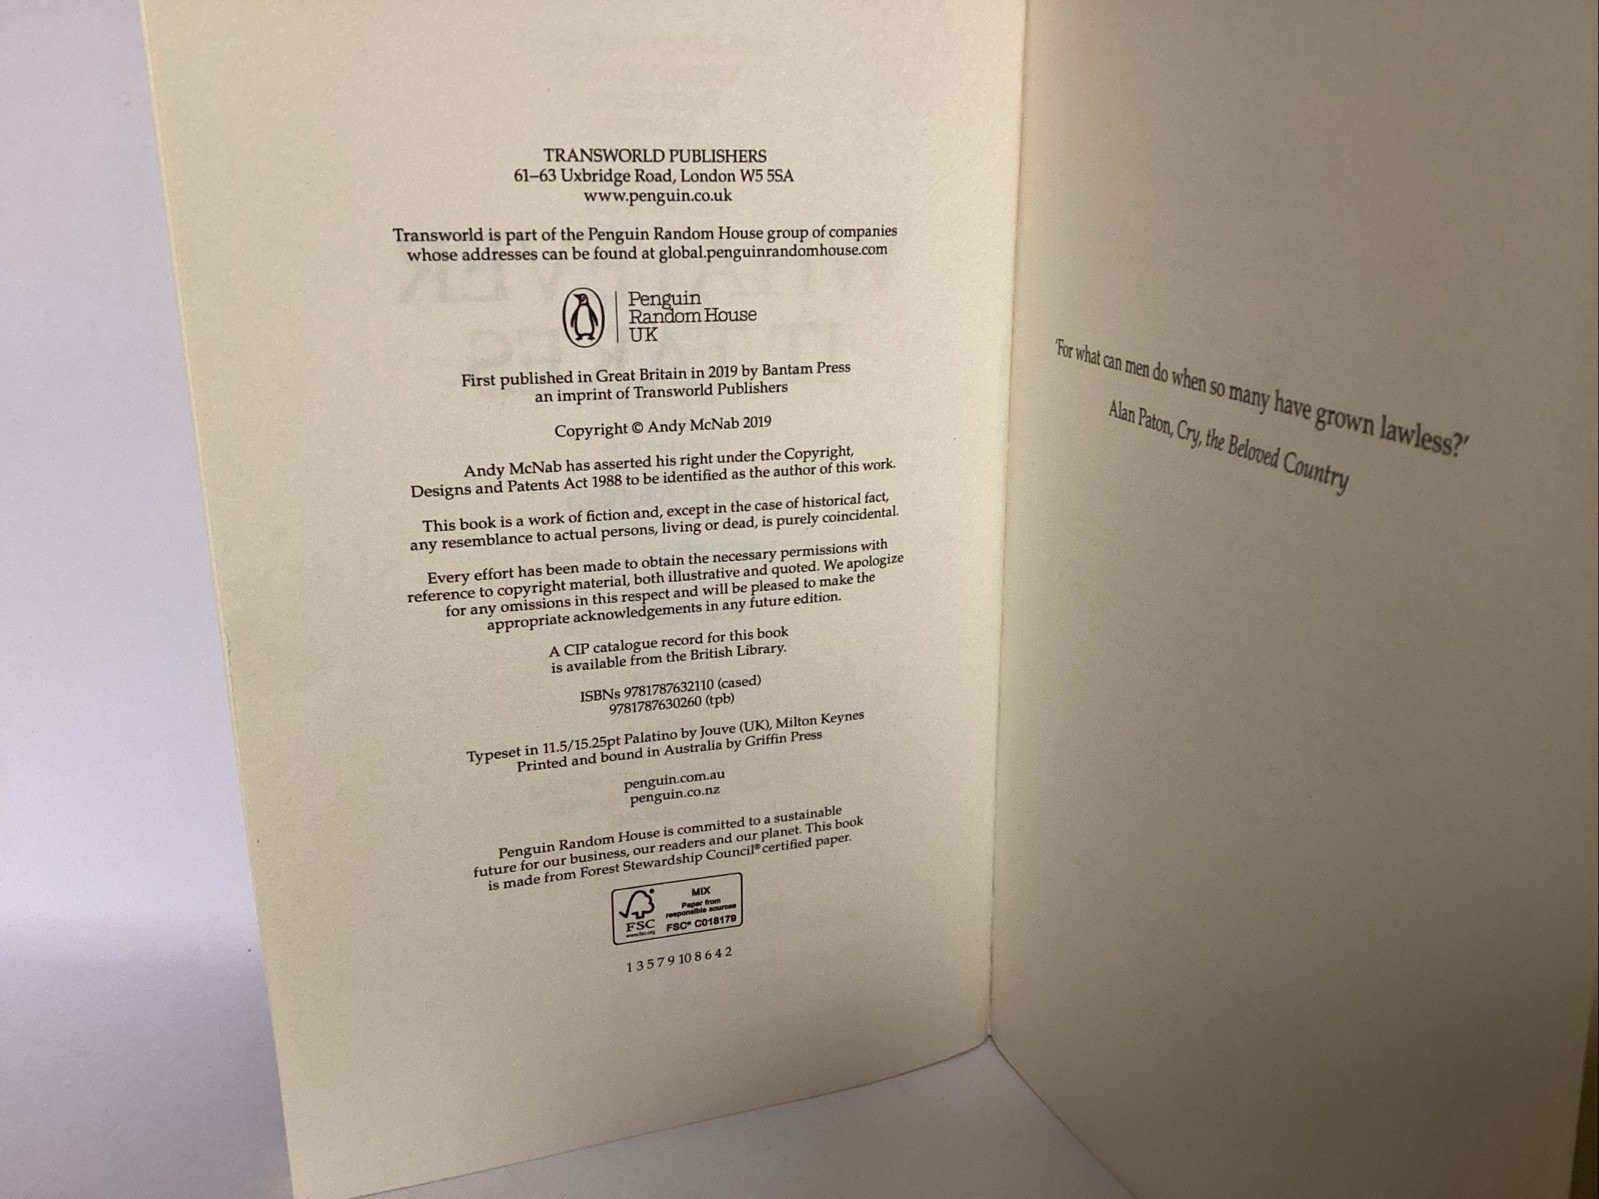 TRANSWORLD PUBLISHERS
61–63 Uxbridge Road, London W5 5SA
www.penguin.co.uk
Transworld is part of the Penguin Random House group of companies
whose addresses can be found at global.penguinrandomhouse.com
Penguin
Random House
UK
First published in Great Britain in 2019 by Bantam Press
an imprint of Transworld Publishers
Copyright © Andy McNab 2019
Andy McNab has asserted his right under the Copyright,
Designs and Patents Act 1988 to be identified as the author of this work.
This book is a work of fiction and, except in the case of historical fact,
any resemblance to actual persons, living or dead, is purely coincidental.
Every effort has been made to obtain the necessary permissions with
reference to copyright material, both illustrative and quoted. We apologize
for any omissions in this respect and will be pleased to make the
appropriate acknowledgements in any future edition.
A CIP catalogue record for this book
is available from the British Library.
ISBNs 9781787632110 (cased)
9781787630260 (tpb)
Typeset in 11.5/15.25pt Palatino by Jouve (UK), Milton Keynes
Printed and bound in Australia by Griffin Press
penguin.com.au
penguin.co.nz
Penguin Random House is committed to a sustainable
future for our business, our readers and our planet. This book
is made from Forest Stewardship Council® certified paper.
FSC
www.fsc.org
MIX
Paper from
responsible sources
FSC® C018179
1 3 5 7 9 10 8 6 4 2
'For what can men do when so many have grown lawless?'
Alan Paton, Cry, the Beloved Country